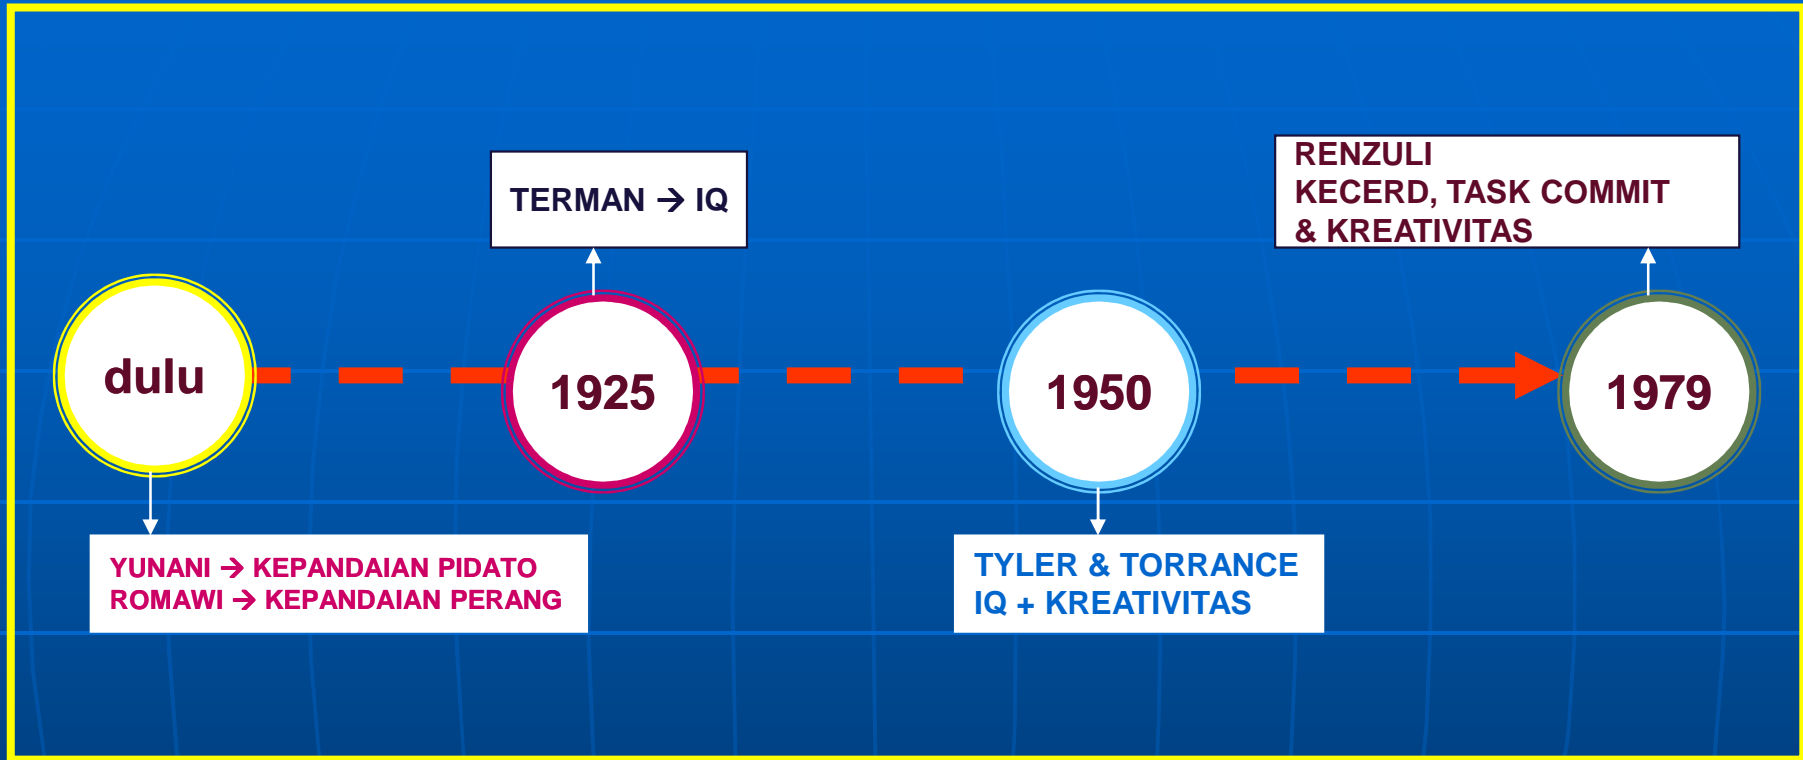 dulu
YUNANI → KEPANDAIAN PIDATO
ROMAWI → KEPANDAIAN PERANG
TERMAN → IQ
1925
1950
TYLER & TORRANCE
IQ + KREATIVITAS
RENZULI
KECERD, TASK COMMIT
& KREATIVITAS
1979